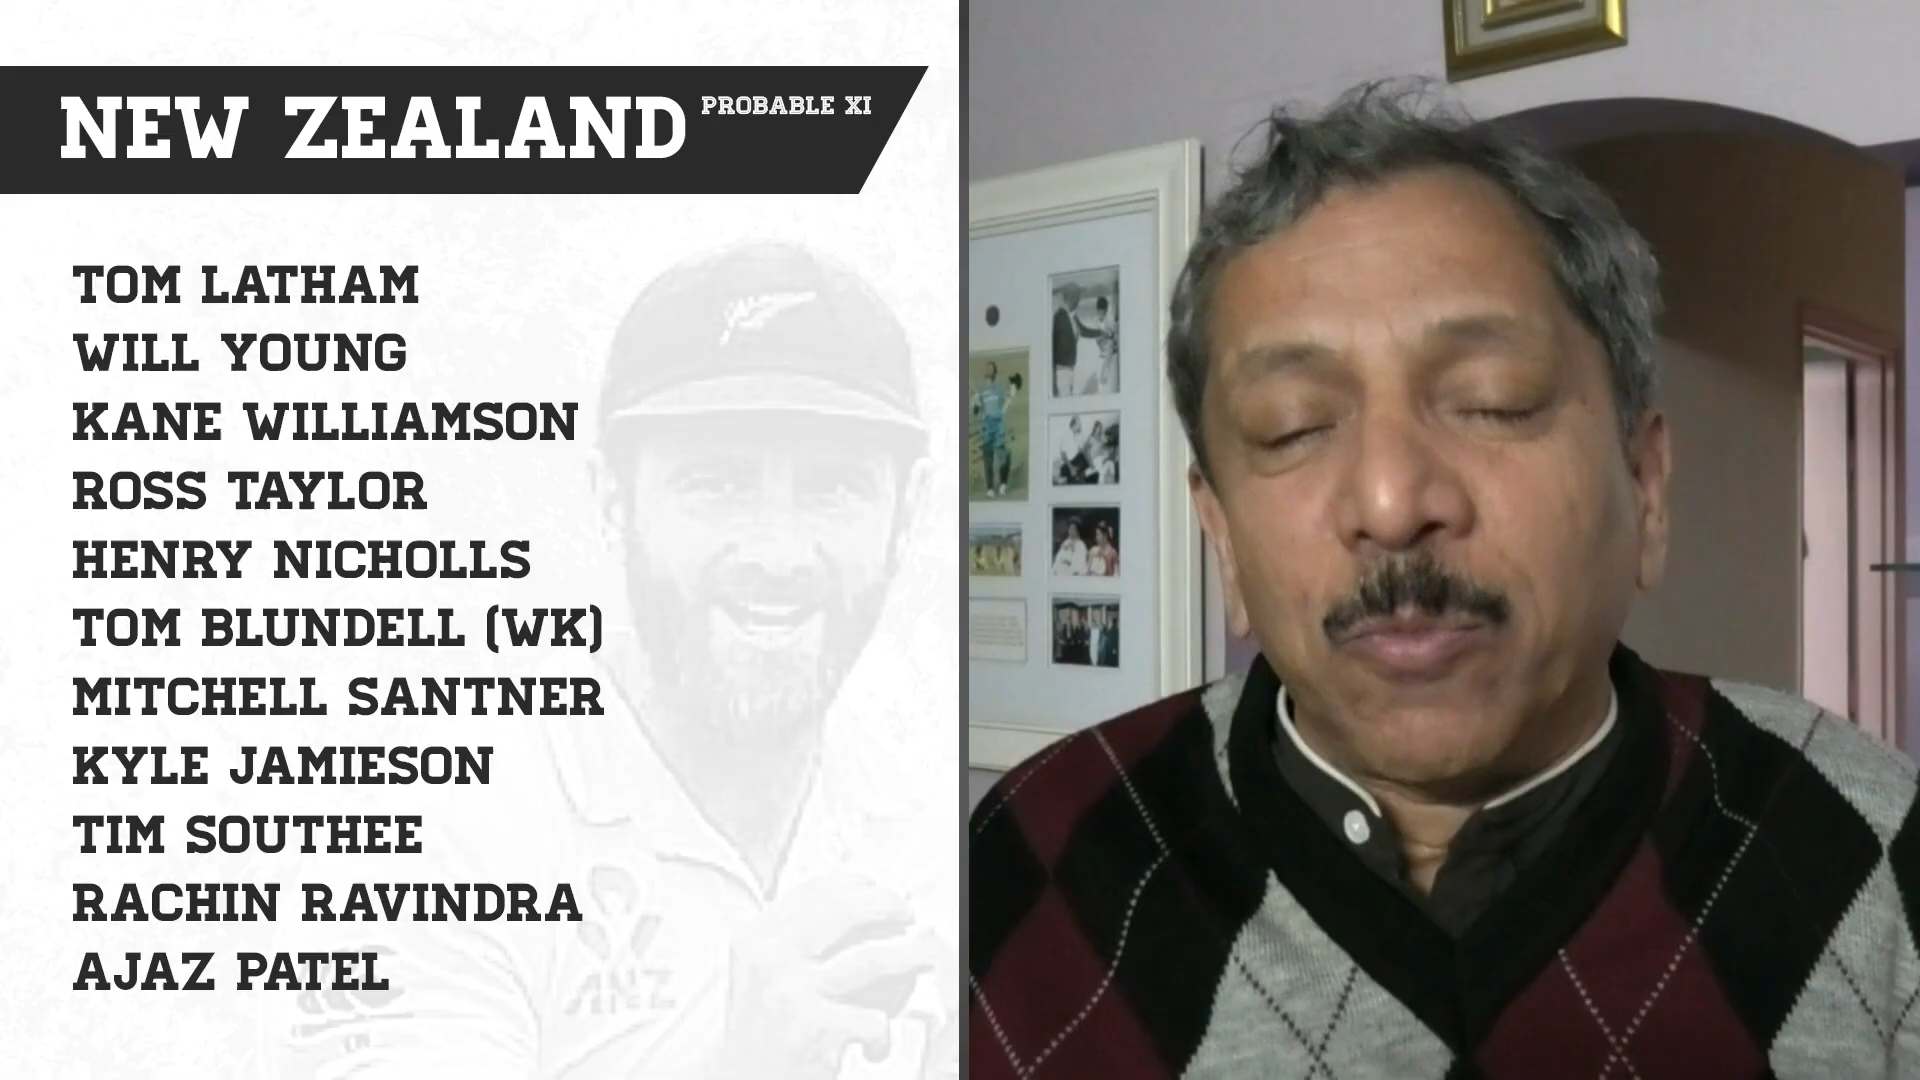 NEW ZEALAND PROBABLE XI
TOM LATHAM
WILL YOUNG
KANE WILLIAMSON
ROSS TAYLOR
HENRY NICHOLLS
TOM BLUNDELL (WK)
MITCHELL SANTNER
KYLE JAMIESON
TIM SOUTHEE
RACHIN RAVINDRA
AJAZ PATEL
ANZ